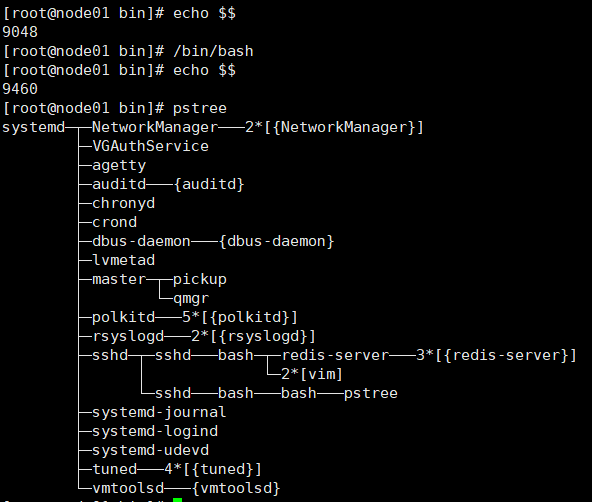 [root@node01 bin]# echo $$
9048
[root@node01 bin]# /bin/bash
[root@node01 bin]# echo $$
9460
[root@node01 bin]# pstree
systemd─┬─NetworkManager───2*[{NetworkManager}]
        ├─VGAuthService
        ├─agetty
        ├─auditd───{auditd}
        ├─chronyd
        ├─crond
        ├─dbus-daemon───{dbus-daemon}
        ├─lvmetad
        ├─master─┬─pickup
        │        └─qmgr
        ├─polkitd───5*[{polkitd}]
        ├─rsyslogd───2*[{rsyslogd}]
        ├─sshd─┬─sshd───bash─┬─redis-server───3*[{redis-server}]
        │      │             └─2*[vim]
        │      └─sshd───bash───bash───pstree
        ├─systemd-journal
        ├─systemd-logind
        ├─systemd-udevd
        ├─tuned───4*[{tuned}]
        └─vmtoolsd───{vmtoolsd}